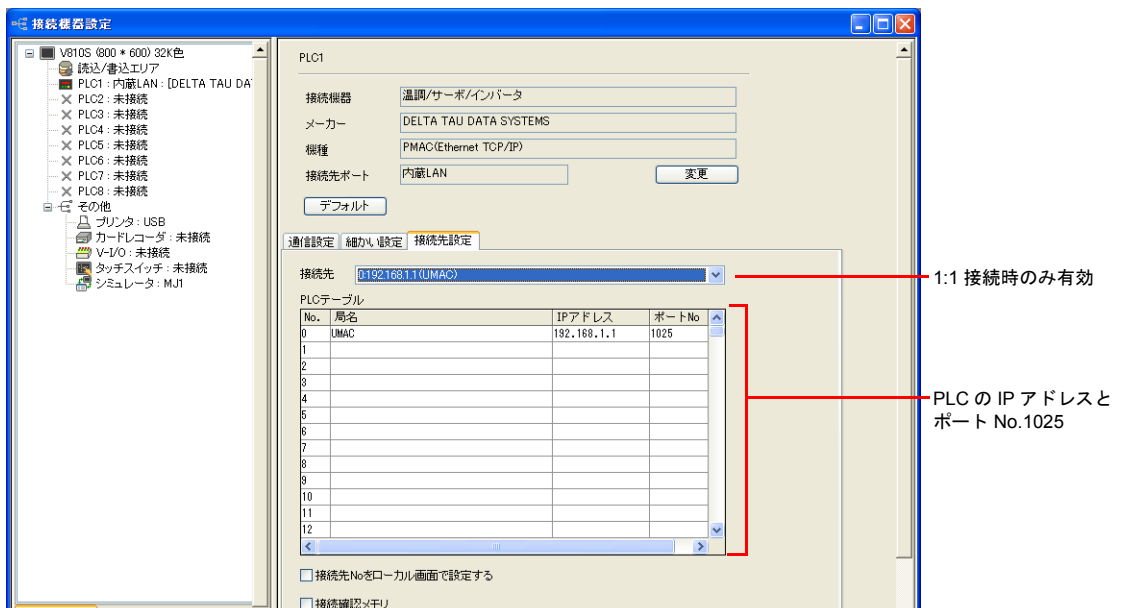 接続機器設定
V810S (800 * 600) 32K色
読込/書込エリア
PLC1 : 内蔵LAN : [DELTA TAU DA
PLC2 : 未接続
PLC3 : 未接続
PLC4 : 未接続
PLC5 : 未接続
PLC6 : 未接続
PLC7 : 未接続
PLC8 : 未接続
その他
プリンタ : USB
カードレコーダ : 未接続
V-I/O : 未接続
タッチスイッチ : 未接続
シミュレータ : MJ1
PLC1
接続機器 温調/サーボ/インバータ
メーカー DELTA TAU DATA SYSTEMS
機種 PMAC(Ethernet TCP/IP)
接続先ポート 内蔵LAN 変更
デフォルト
通信設定 細かい設定 接続先設定
接続先 0:192.168.1.1(UMAC)
1:1 接続時のみ有効
PLCテーブル
No. 局名 IPアドレス ポートNo
0 UMAC 192.168.1.1 1025
1
2
3
4
5
6
7
8
9
10
11
12
PLC の IP アドレスと
ポート No.1025
接続先Noをローカル画面で設定する
接続確認メモリ